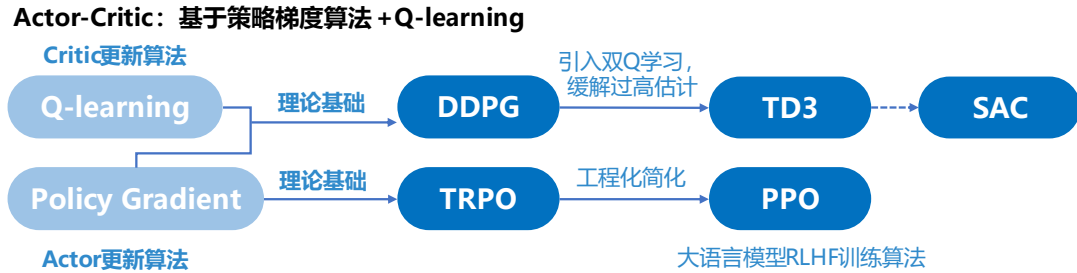 Actor-Critic：基于策略梯度算法+Q-learning
Critic更新算法
引入双Q学习，
缓解过高估计
Q-learning
理论基础
DDPG
TD3
SAC
Policy Gradient
理论基础
TRPO
工程化简化
PPO
Actor更新算法
大语言模型RLHF训练算法